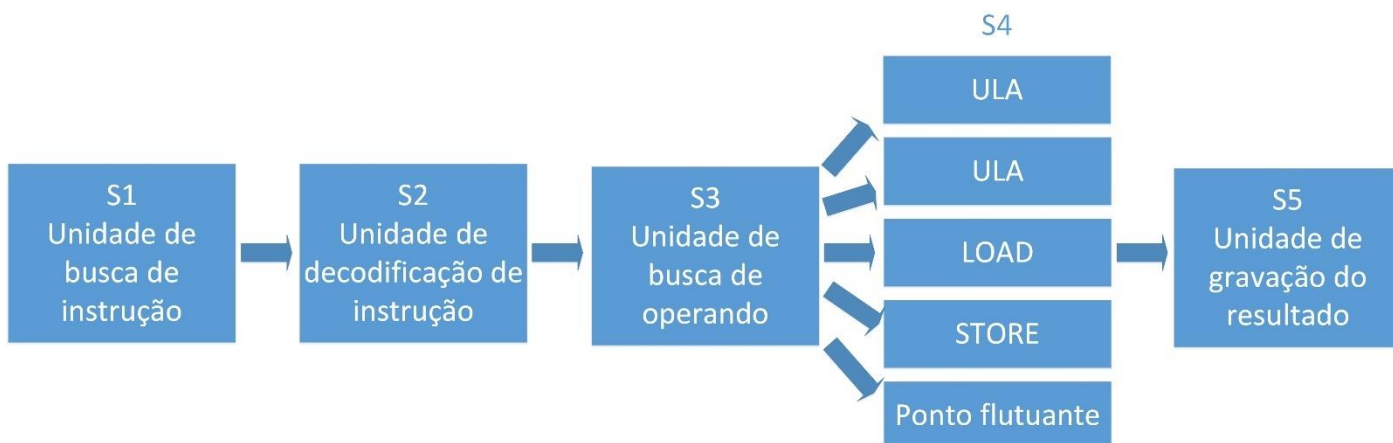 S1
Unidade de
busca de
instrução
S2
Unidade de
decodificação de
instrução
S3
Unidade de
busca de
operando
S4
ULA
ULA
LOAD
STORE
Ponto flutuante
S5
Unidade de
gravação do
resultado